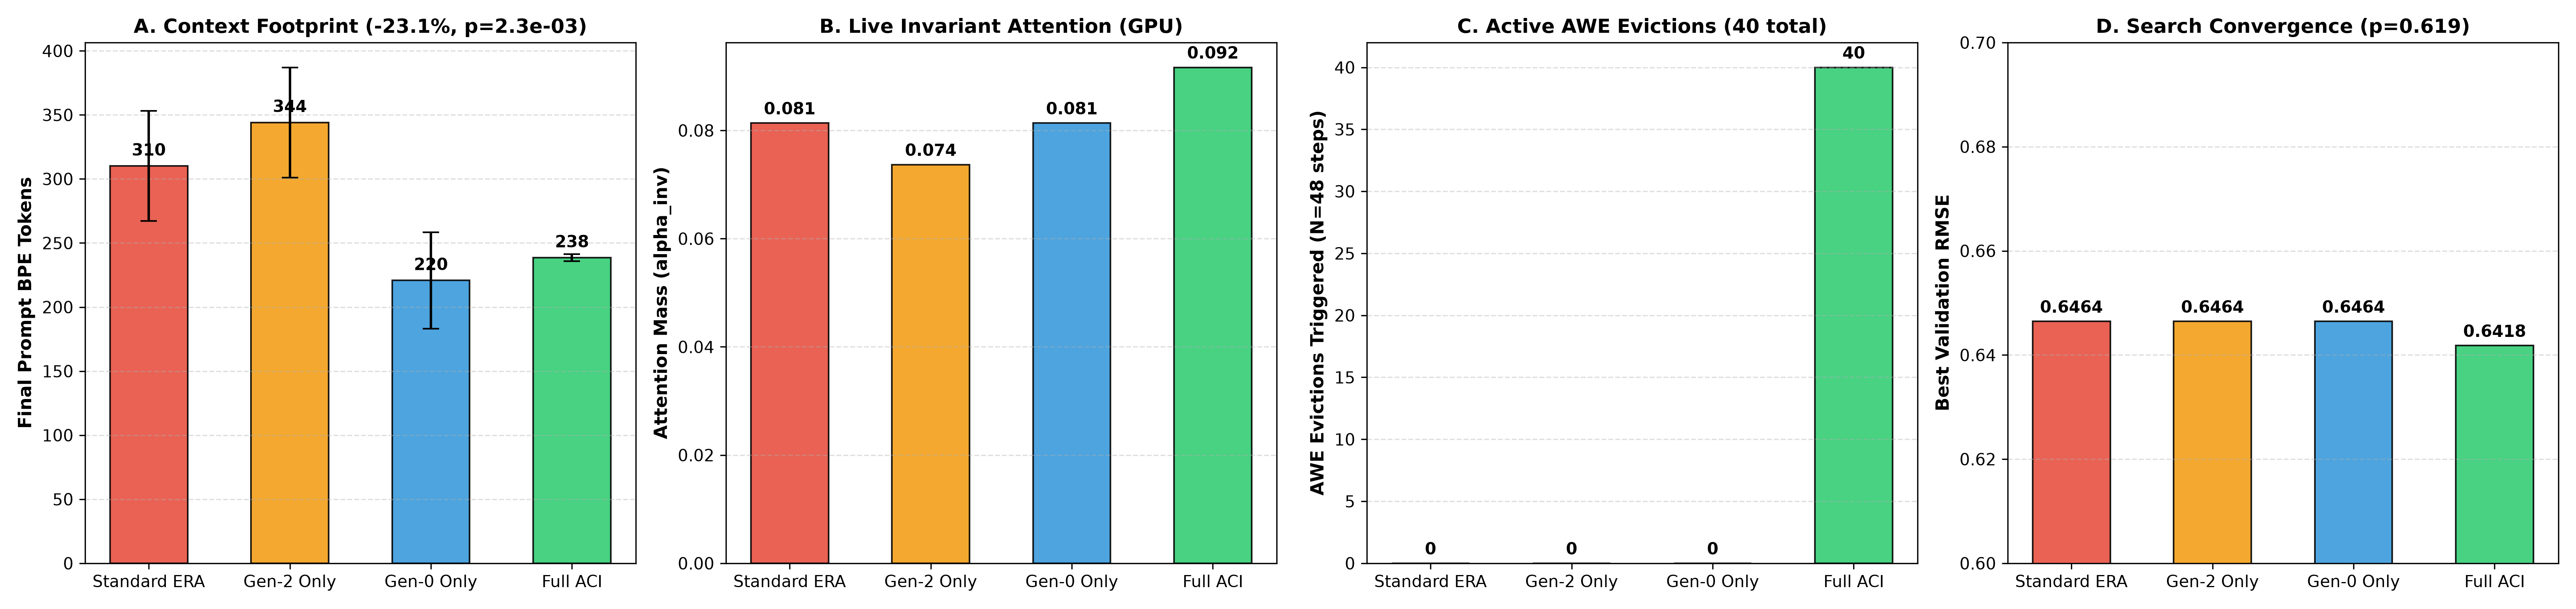 A. Context Footprint (-23.1%, p=2.3e-03)
Final Prompt BPE Tokens
400
350
300
250
200
150
100
50
0
310
344
220
238
Standard ERA
Gen-2 Only
Gen-0 Only
Full ACI
B. Live Invariant Attention (GPU)
Attention Mass (alpha_inv)
0.08
0.06
0.04
0.02
0.00
0.081
0.074
0.081
0.092
Standard ERA
Gen-2 Only
Gen-0 Only
Full ACI
C. Active AWE Evictions (40 total)
AWE Evictions Triggered (N=48 steps)
40
35
30
25
20
15
10
5
0
0
0
0
40
Standard ERA
Gen-2 Only
Gen-0 Only
Full ACI
D. Search Convergence (p=0.619)
Best Validation RMSE
0.70
0.68
0.66
0.64
0.62
0.60
0.6464
0.6464
0.6464
0.6418
Standard ERA
Gen-2 Only
Gen-0 Only
Full ACI